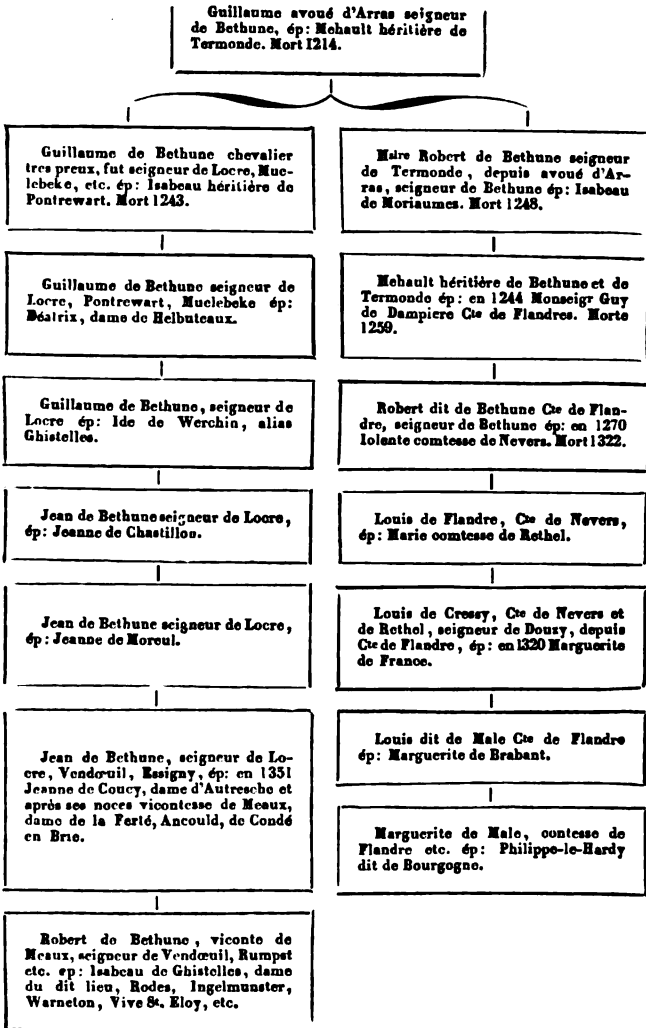 Guillaume avoué d'Arras seigneur
de Bethune, ép: Mehault héritière de
Termonde. Mort 1214.
Guillaume de Bethune chevalier
tres preux, fut seigneur de Locre, Muc-
lebeke, etc. ép: Isabeau héritière de
Pontrewart. Mort 1243.
Guillaume de Bethune seigneur de
Locre, Pontrewart, Muclebeke ép:
Béatrix, dame de Helbuteaux.
Guillaume de Bethune, seigneur de
Locre ép: Ide de Werchin, alias
Ghistelles.
Jean de Bethune seigneur de Locre,
ép: Jeanne de Chastillon.
Jean de Bethune seigneur de Locre,
ép: Jeanne de Moreul.
Jean de Bethune, seigneur de Lo-
cre, Vendœuil, Essigny, ép: en 1351
Jeanne de Coucy, dame d'Autresche et
après ses noces vicontesse de Meaux,
dame de la Ferté, Ancould, de Condé
en Brie.
Robert de Bethune, viconte de
Meaux, seigneur de Vendœuil, Rumpst
etc. ep: Isabeau de Ghistelles, dame
du dit lieu, Rodes, Ingelmunster,
Warneton, Vive St. Eloy, etc.
Msire Robert de Bethune seigneur
de Termonde, depuis avoué d'Ar-
ras, seigneur de Bethune ép: Isabeau
de Moriaumes. Mort 1248.
Mehault héritière de Bethune et de
Termonde ép: en 1244 Monseigr Guy
de Dampiere Cte de Flandres. Morte
1259.
Robert dit de Bethune Cte de Flan-
dre, seigneur de Bethune ép: en 1270
Iolente comtesse de Nevers. Mort 1322.
Louis de Flandre, Cte de Nevers,
ép: Marie comtesse de Rethel.
Louis de Cressy, Cte de Nevers et
de Rethel, seigneur de Douzy, depuis
Cte de Flandre, ép: en 1320 Marguerite
de France.
Louis dit de Male Cte de Flandre
ép: Marguerite de Brabant.
Marguerite de Male, contesse de
Flandre etc. ép: Philippe-le-Hardy
dit de Bourgogne.